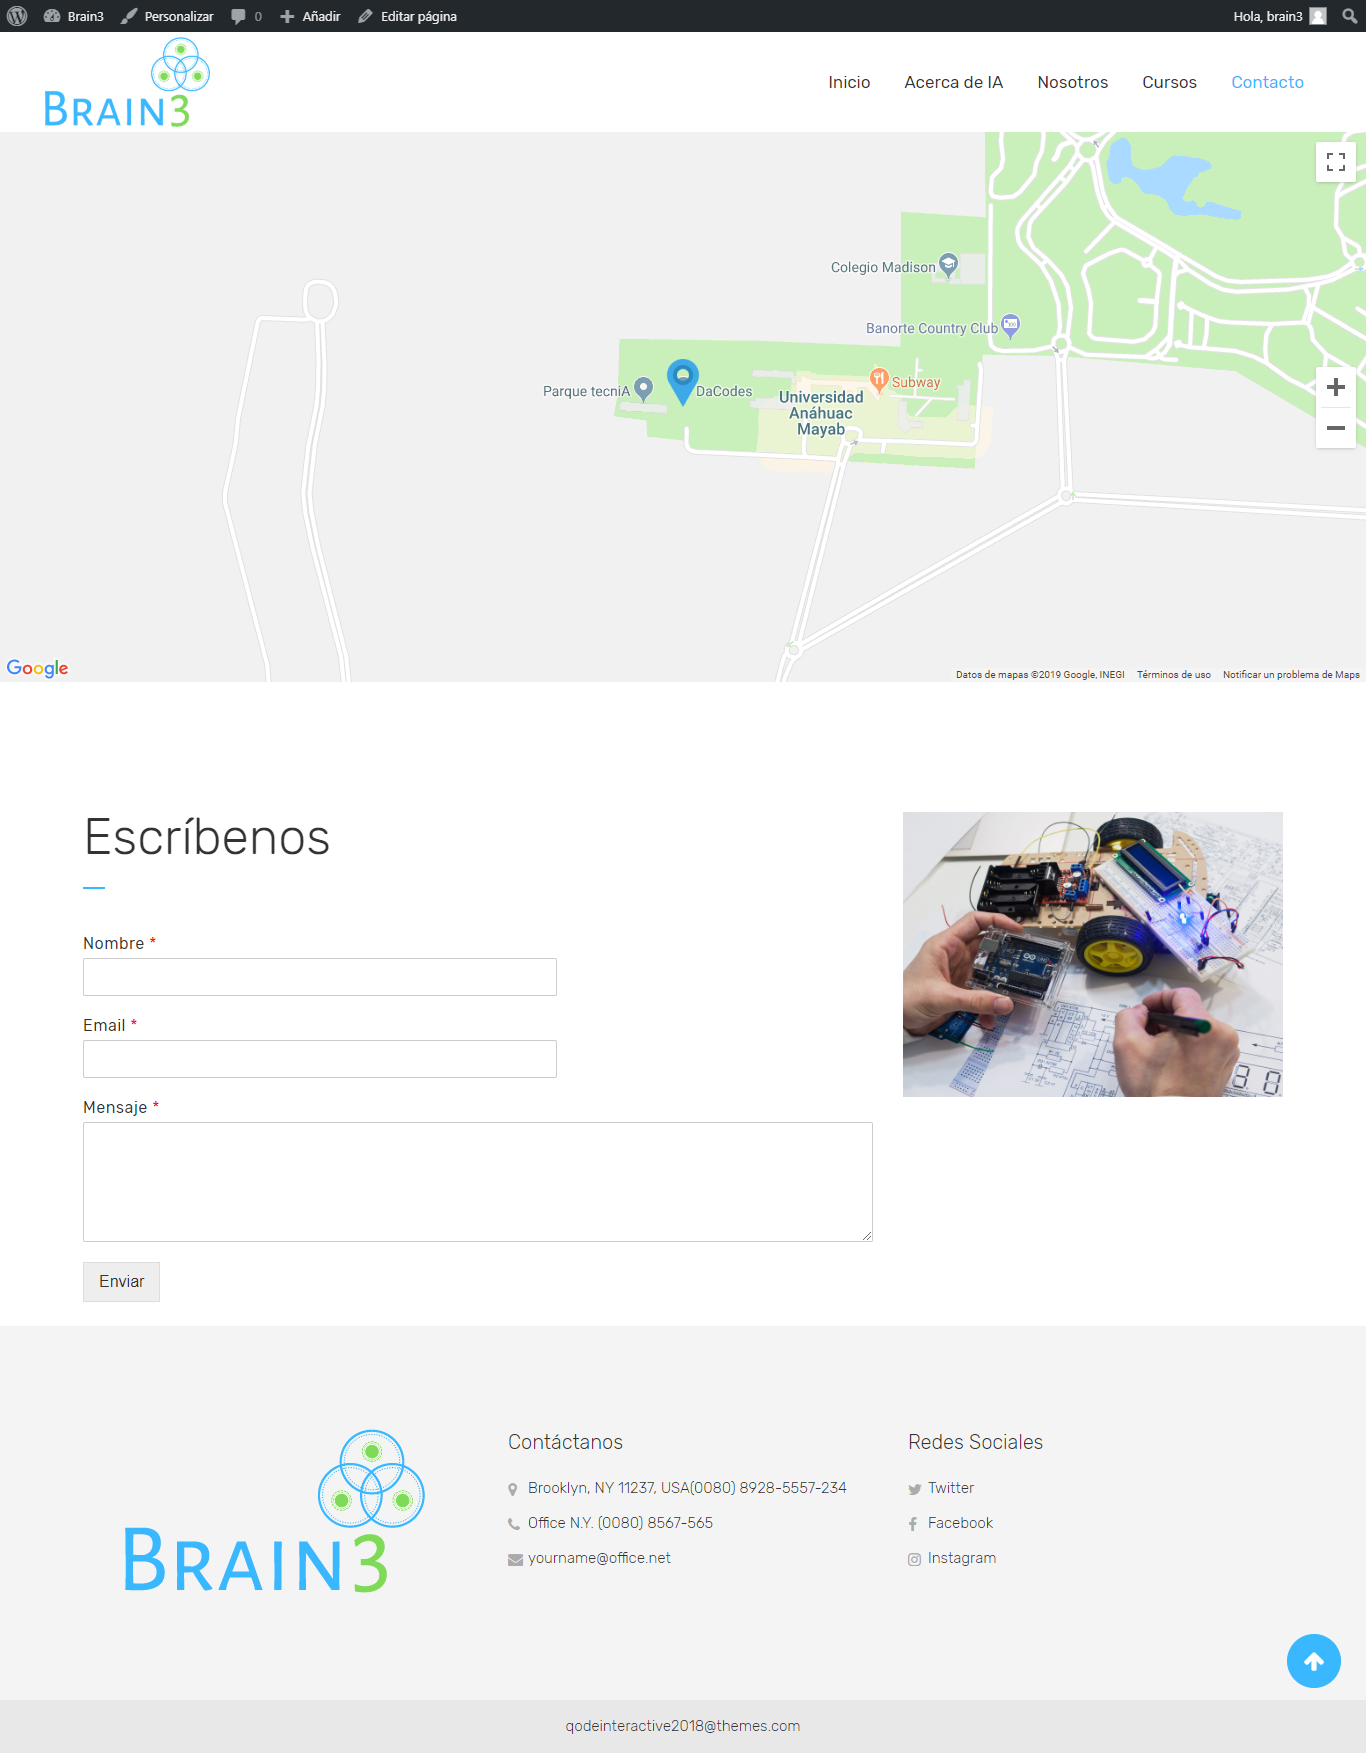 Brain3 Personalizar 0 Añadir Editar página Hola, brain3
BRAIN3
Inicio Acerca de IA Nosotros Cursos Contacto
Colegio Madison
Banorte Country Club
Subway
Parque tecniA
DaCodes
Universidad
Anáhuac
Mayab
Google
Datos de mapas ©2019 Google, INEGI Términos de uso Notificar un problema de Maps
Escríbenos
Nombre *
Email *
Mensaje *
Enviar
BRAIN3
Contáctanos
Brooklyn, NY 11237, USA(0080) 8928-5557-234
Office N.Y. (0080) 8567-565
yourname@office.net
Redes Sociales
Twitter
Facebook
Instagram
qodeinteractive2018@themes.com